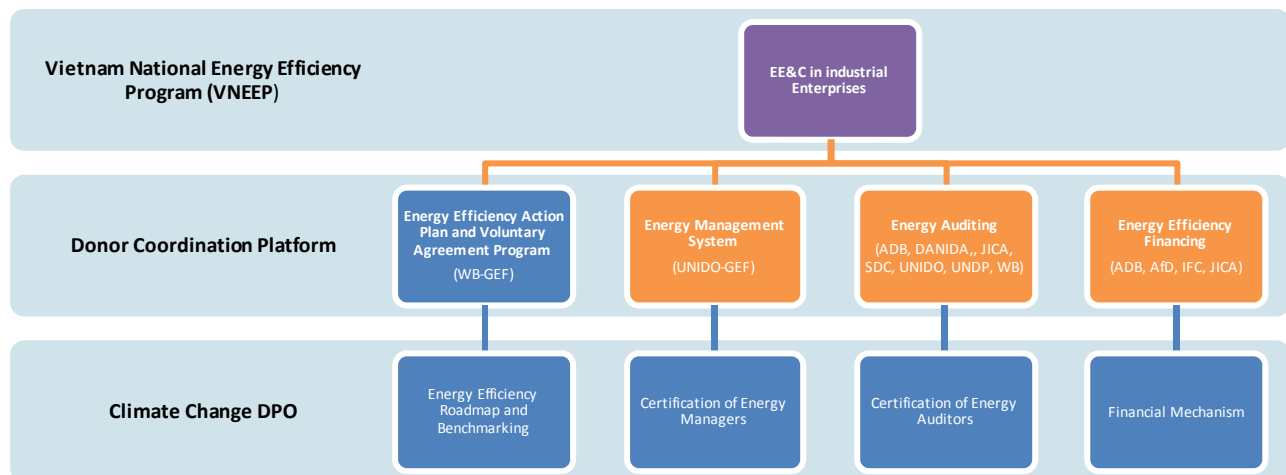 Vietnam National Energy Efficiency
Program (VNEEP)
EE&C in industrial
Enterprises
Donor Coordination Platform
Energy Efficiency Action
Plan and Voluntary
Agreement Program
(WB-GEF)
Energy Management
System
(UNIDO-GEF)
Energy Auditing
(ADB, DANIDA,, JICA,
SDC, UNIDO, UNDP, WB)
Energy Efficiency
Financing
(ADB, AfD, IFC, JICA)
Climate Change DPO
Energy Efficiency
Roadmap and
Benchmarking
Certification of Energy
Managers
Certification of Energy
Auditors
Financial Mechanism